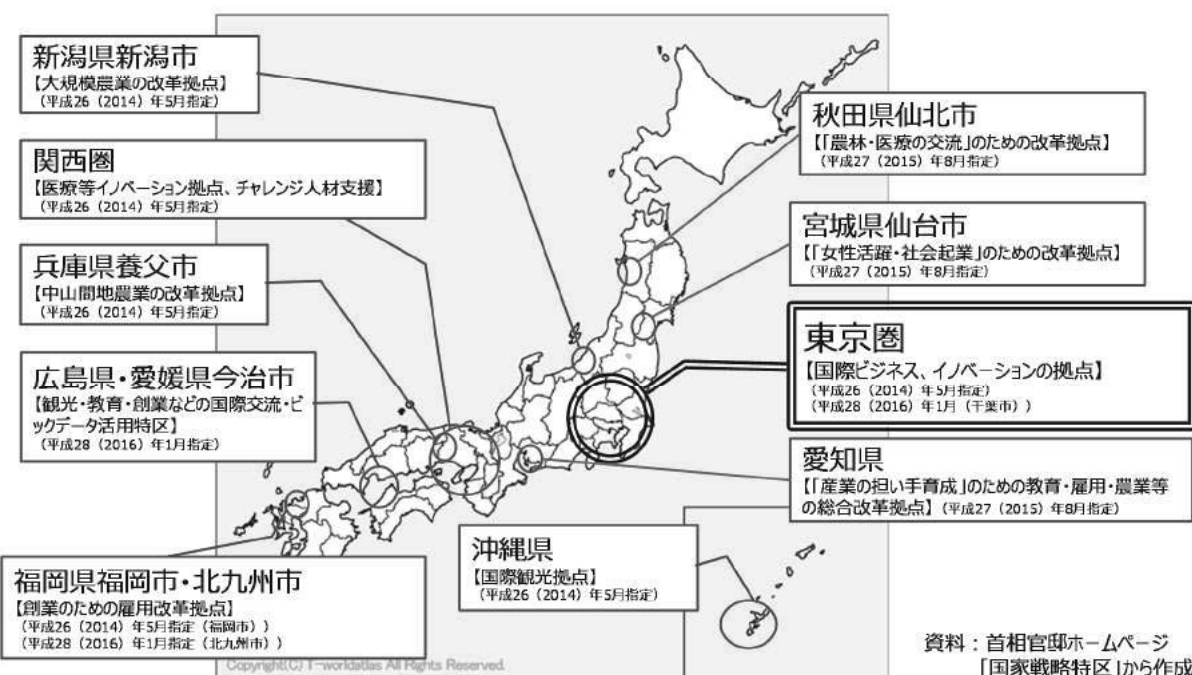 新潟県新潟市
【大規模農業の改革拠点】
（平成26（2014）年5月指定）
関西圏
【医療等イノベーション拠点、チャレンジ人材支援】
（平成26（2014）年5月指定）
兵庫県養父市
【中山間地農業の改革拠点】
（平成26（2014）年5月指定）
広島県・愛媛県今治市
【観光・教育・創業などの国際交流・ビ
ックデータ活用特区】
（平成28（2016）年1月指定）
福岡県福岡市・北九州市
【創業のための雇用改革拠点】
（平成26（2014）年5月指定（福岡市））
（平成28（2016）年1月指定（北九州市））
秋田県仙北市
【「農林・医療の交流」のための改革拠点】
（平成27（2015）年8月指定）
宮城県仙台市
【「女性活躍・社会起業」のための改革拠点】
（平成27（2015）年8月指定）
東京圏
【国際ビジネス、イノベーションの拠点】
（平成26（2014）年5月指定）
（平成28（2016）年1月（千葉市））
愛知県
【「産業の担い手育成」のための教育・雇用・農業等
の総合改革拠点】（平成27（2015）年8月指定）
沖縄県
【国際観光拠点】
（平成26（2014）年5月指定）
Copyright(C) T-worldatlas All Rights Reserved.
資料：首相官邸ホームページ
「国家戦略特区」から作成